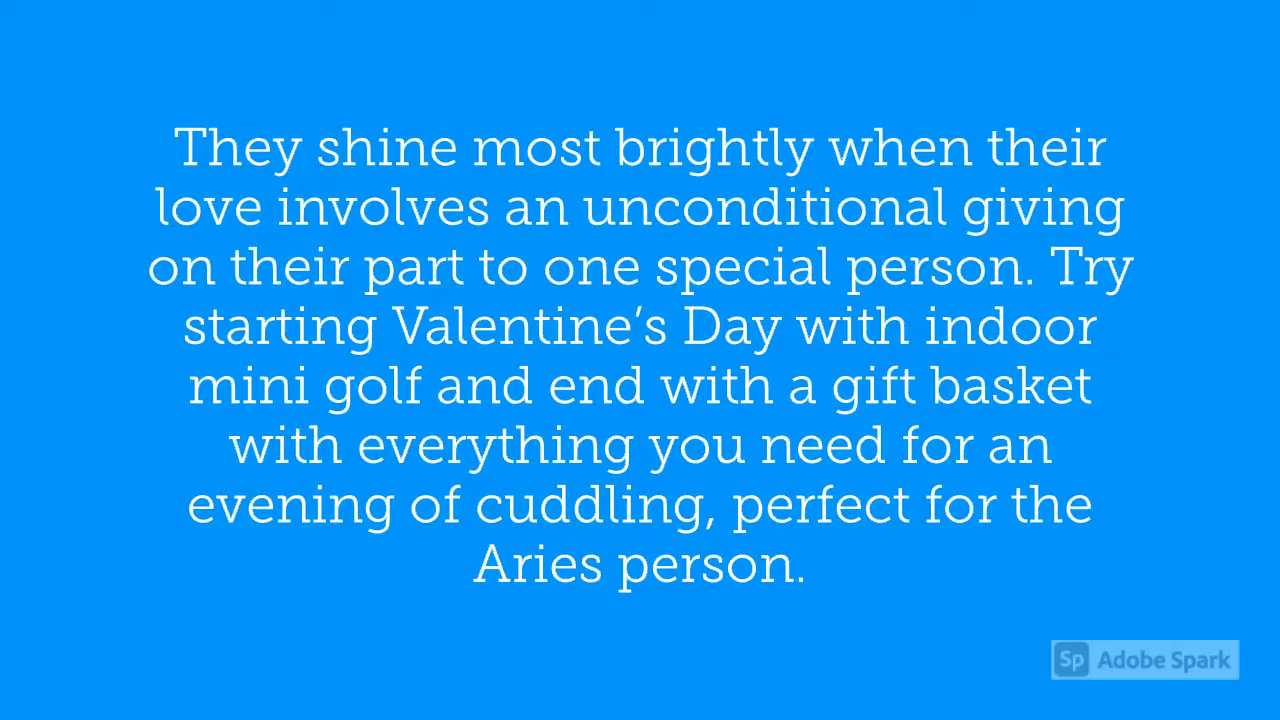 They shine most brightly when their
love involves an unconditional giving
on their part to one special person. Try
starting Valentine’s Day with indoor
mini golf and end with a gift basket
with everything you need for an
evening of cuddling, perfect for the
Aries person.
Sp Adobe Spark